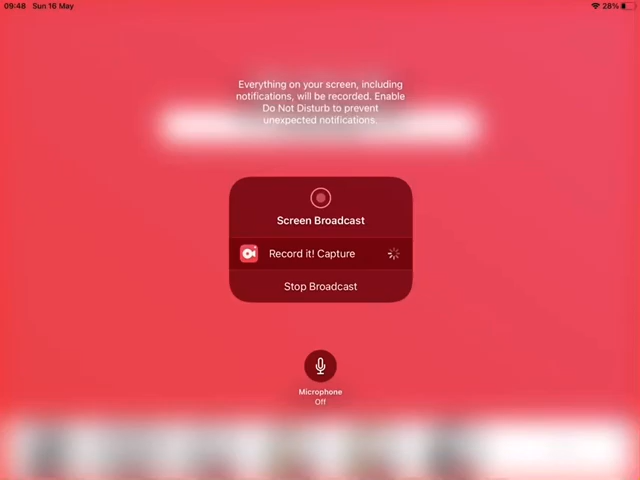 09:48 Sun 16 May
28%
Everything on your screen, including
notifications, will be recorded. Enable
Do Not Disturb to prevent
unexpected notifications.
Screen Broadcast
Record it! Capture
Stop Broadcast
Microphone
Off